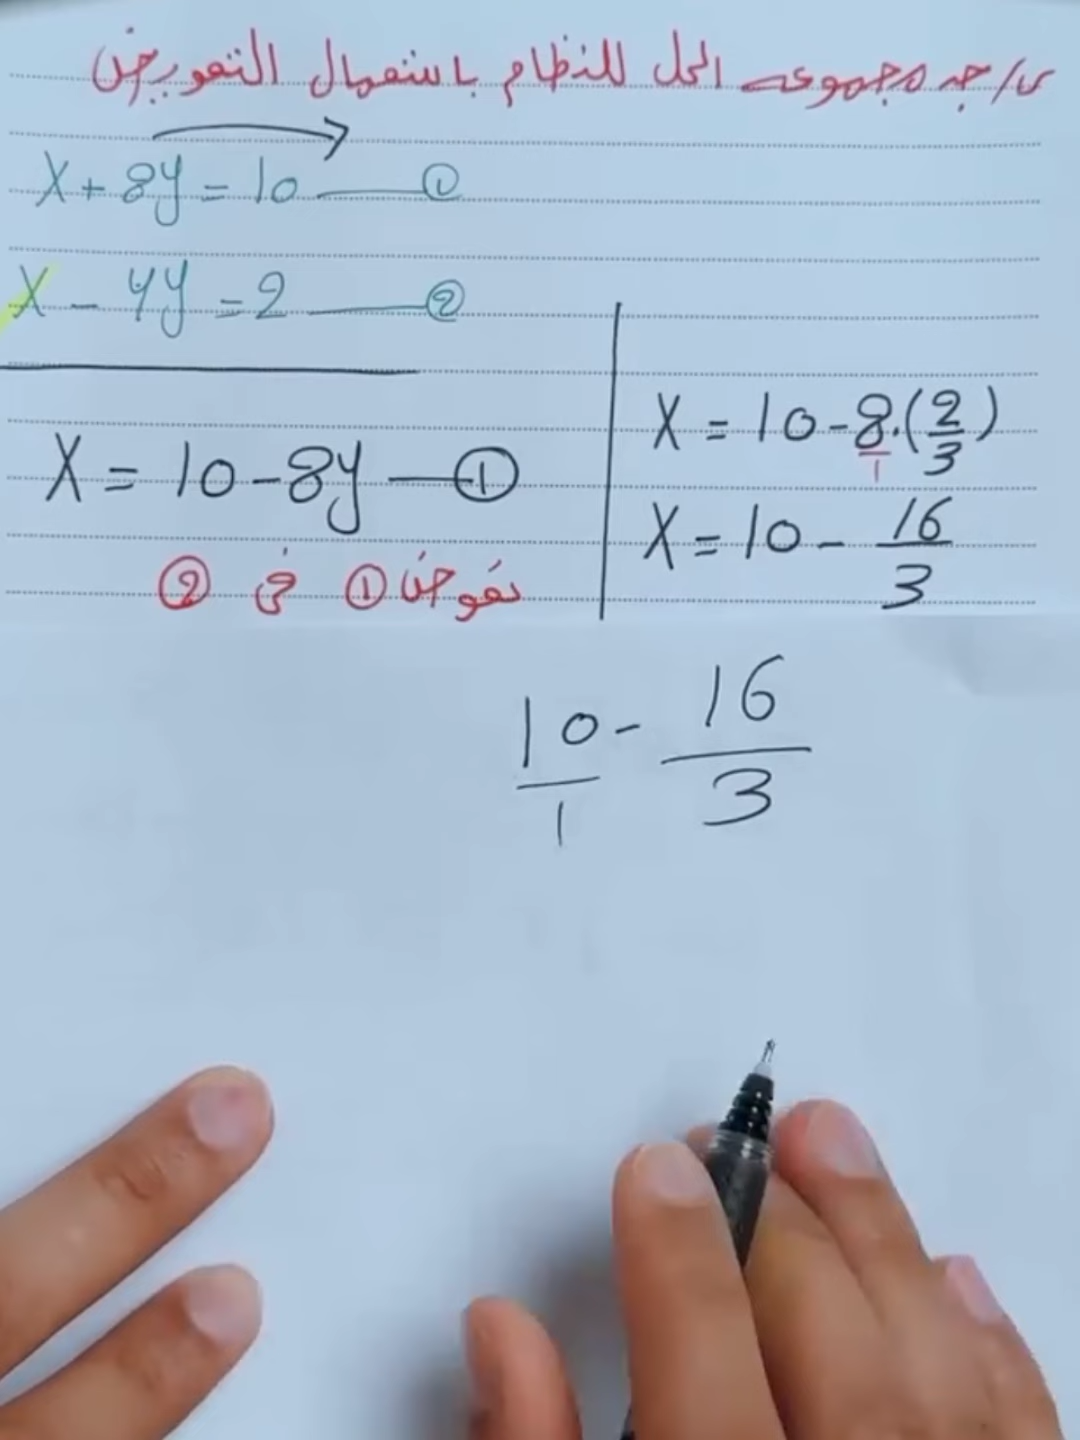 س/ جد مجموعة الحل للنظام باستعمال التعويض
X + 8y = 10 — ①
X - 4y = 2 — ②
X = 10 - 8y — ①
نعوض ① في ②
X = 10 - 8/1 · (2/3)
X = 10 - 16/3
10/1 - 16/3